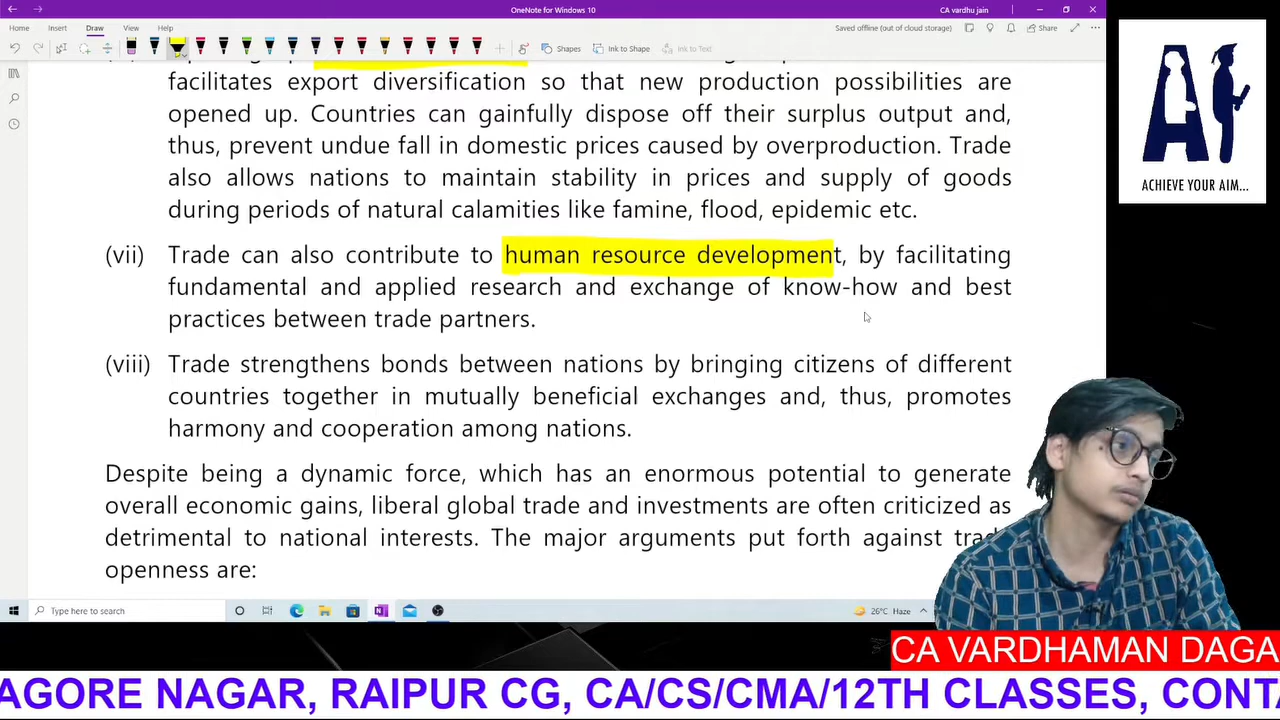 OneNote for Windows 10
CA vardhu jain
Home Insert Draw View Help
Saved offline (out of cloud storage) Share
Shapes Ink to Shape Ink to Text
facilitates export diversification so that new production possibilities are
opened up. Countries can gainfully dispose off their surplus output and,
thus, prevent undue fall in domestic prices caused by overproduction. Trade
also allows nations to maintain stability in prices and supply of goods
during periods of natural calamities like famine, flood, epidemic etc.
(vii) Trade can also contribute to human resource development, by facilitating
fundamental and applied research and exchange of know-how and best
practices between trade partners.
(viii) Trade strengthens bonds between nations by bringing citizens of different
countries together in mutually beneficial exchanges and, thus, promotes
harmony and cooperation among nations.
Despite being a dynamic force, which has an enormous potential to generate
overall economic gains, liberal global trade and investments are often criticized as
detrimental to national interests. The major arguments put forth against
openness are:
Type here to search
26°C Haze
A
ACHIEVE YOUR AIM...
CA VARDHAMAN DAGA
AGORE NAGAR, RAIPUR CG, CA/CS/CMA/12TH CLASSES,